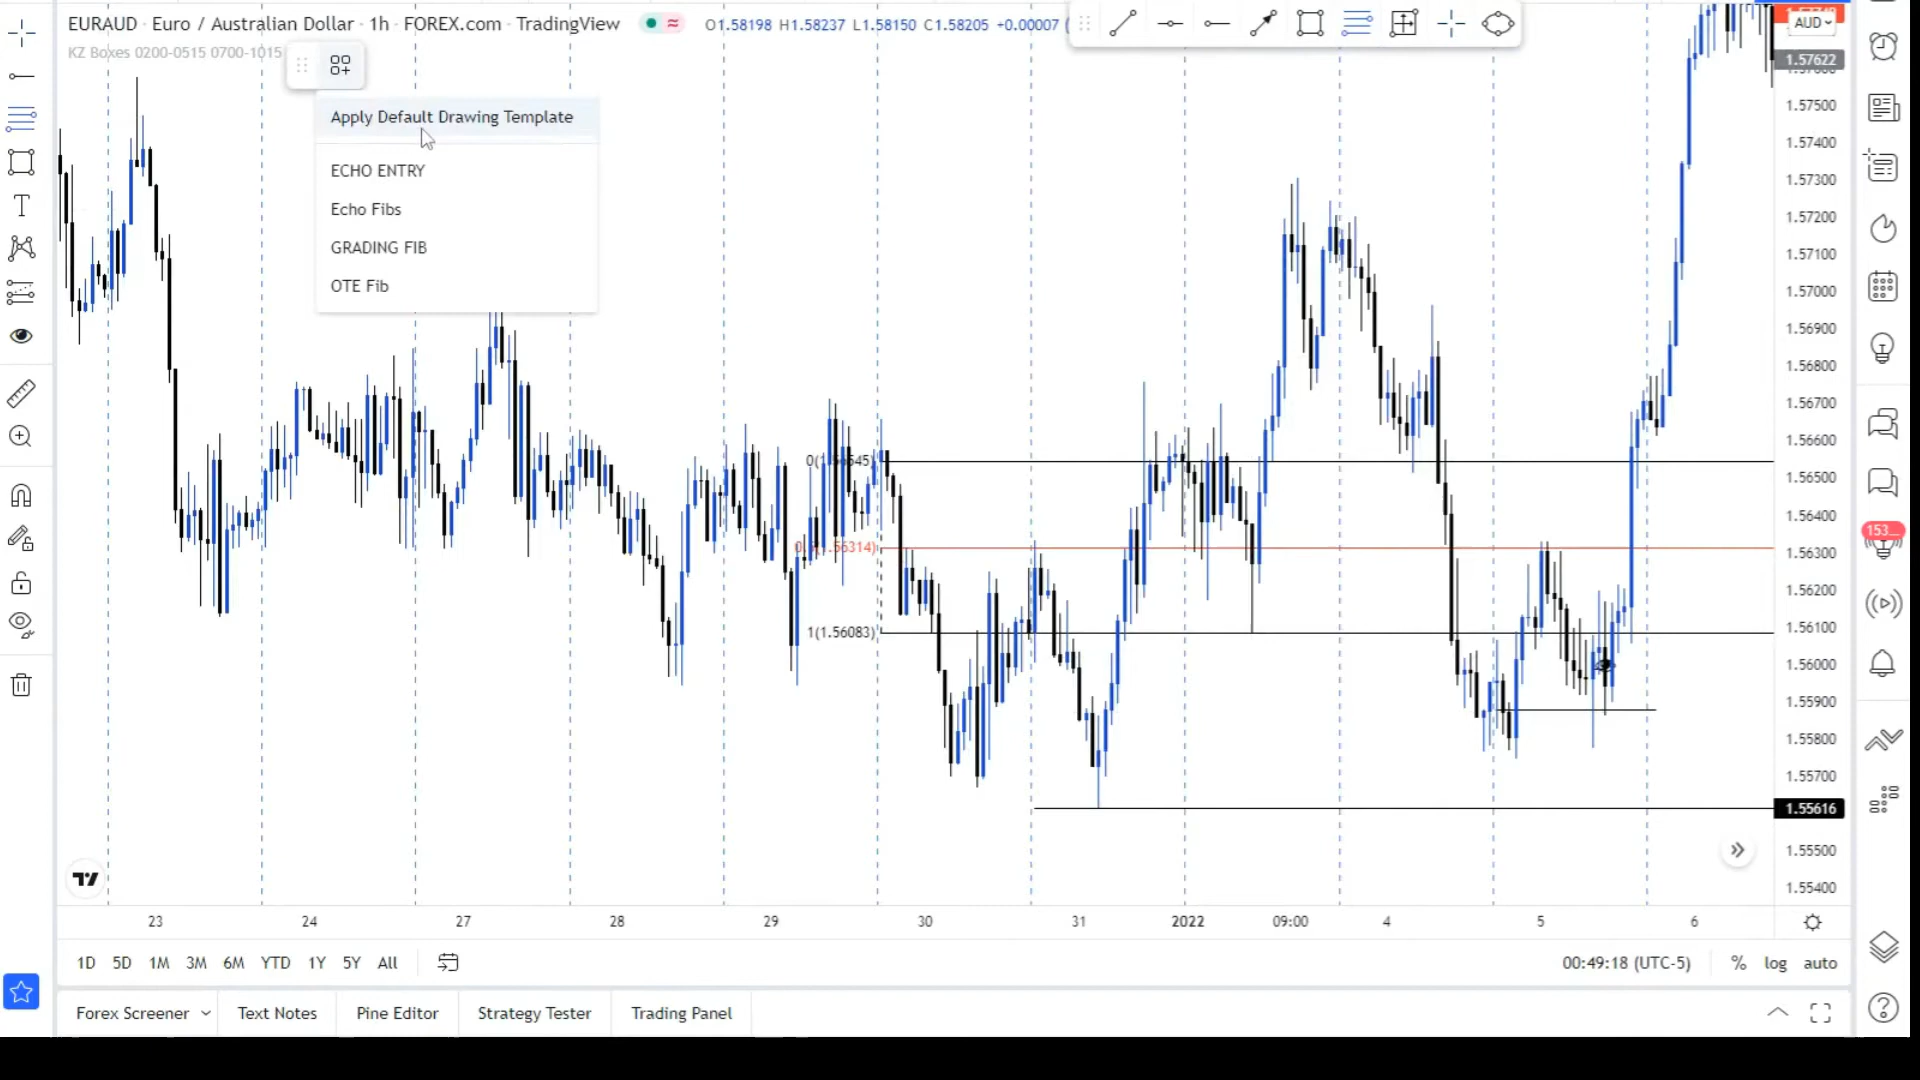 EURAUD · Euro / Australian Dollar · 1h · FOREX.com · TradingView
O1.58198 H1.58237 L1.58150 C1.58205 +0.00007 (
AUD
KZ Boxes 0200-0515 0700-1015
1.57622
Apply Default Drawing Template
ECHO ENTRY
Echo Fibs
GRADING FIB
OTE Fib
1.57500
1.57400
1.57300
1.57200
1.57100
1.57000
1.56900
1.56800
1.56700
1.56600
1.56500
1.56400
1.56300
1.56200
1.56100
1.56000
1.55900
1.55800
1.55700
1.55616
1.55500
1.55400
1(1.56083)
153...
23
24
27
28
29
30
31
2022
09:00
4
5
6
1D 5D 1M 3M 6M YTD 1Y 5Y All
00:49:18 (UTC-5)
% log auto
Forex Screener
Text Notes
Pine Editor
Strategy Tester
Trading Panel